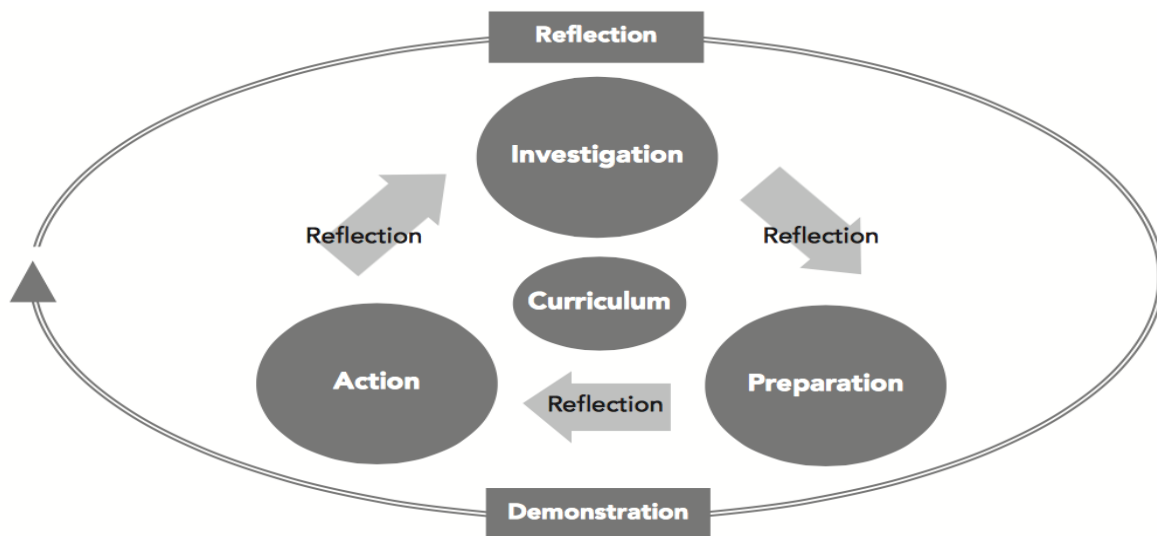 Reflection
Investigation
Reflection
Reflection
Curriculum
Action
Reflection
Preparation
Demonstration